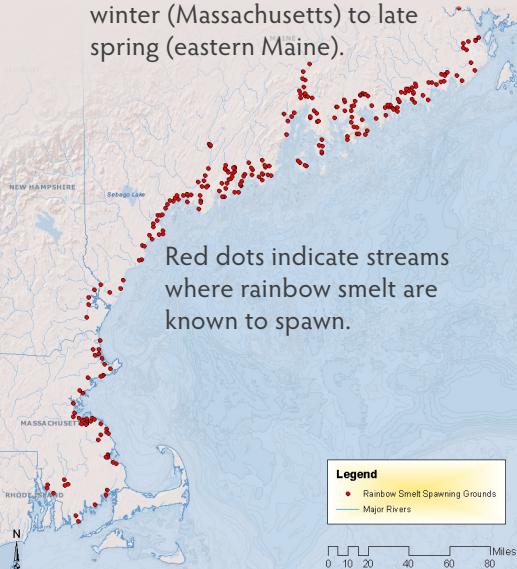 winter (Massachusetts) to late
spring (eastern Maine).
MAINE
NEW HAMPSHIRE
Sebago Lake
Red dots indicate streams
where rainbow smelt are
known to spawn.
MASSACHUSETT
RHODE ISLAND
Legend
Rainbow Smelt Spawning Grounds
Major Rivers
N
Miles
0 10 20 40 60 80